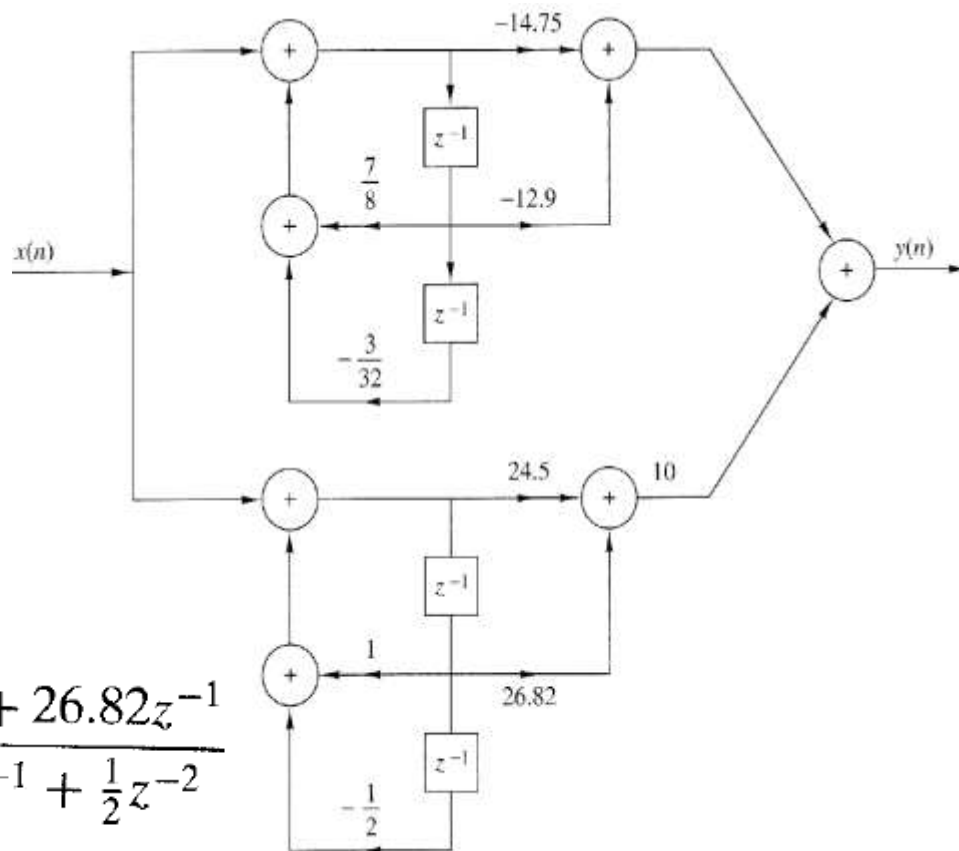 -14.75
+
+
z⁻¹
7/8
-12.9
+
x(n)
y(n)
+
z⁻¹
-3/32
24.5
10
+
+
z⁻¹
1
+
26.82
+ 26.82z⁻¹
⁻¹ + 1/2 z⁻²
z⁻¹
-1/2